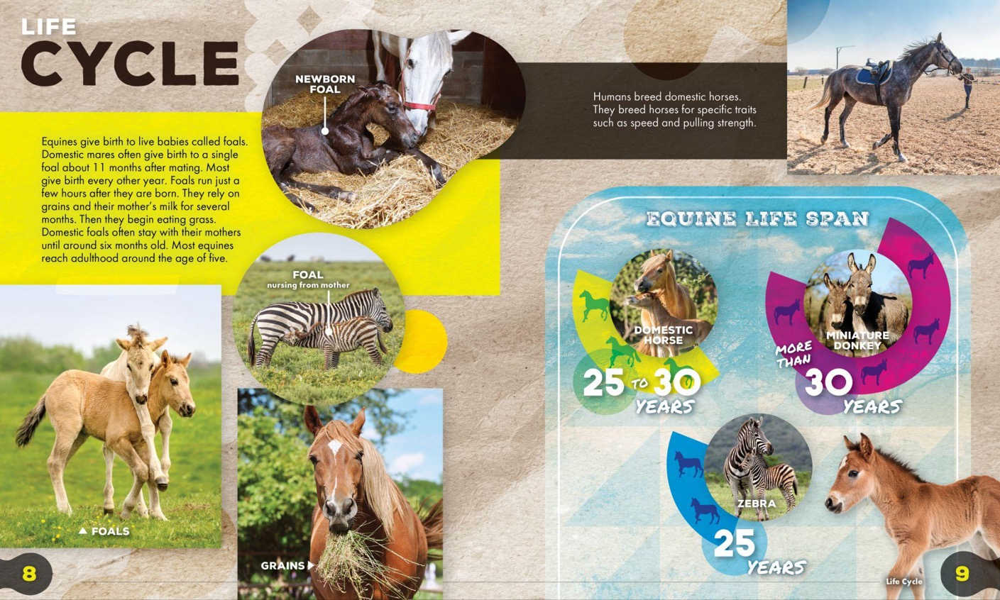 LIFE
CYCLE
Equines give birth to live babies called foals.
Domestic mares often give birth to a single
foal about 11 months after mating. Most
give birth every other year. Foals run just a
few hours after they are born. They rely on
grains and their mother's milk for several
months. Then they begin eating grass.
Domestic foals often stay with their mothers
until around six months old. Most equines
reach adulthood around the age of five.
NEWBORN
FOAL
FOAL
nursing from mother
FOALS
GRAINS
8
Humans breed domestic horses.
They breed horses for specific traits
such as speed and pulling strength.
EQUINE LIFE SPAN
DOMESTIC
HORSE
25 TO 30
YEARS
MINIATURE
DONKEY
MORE
THAN
30
YEARS
ZEBRA
25
YEARS
Life Cycle
9